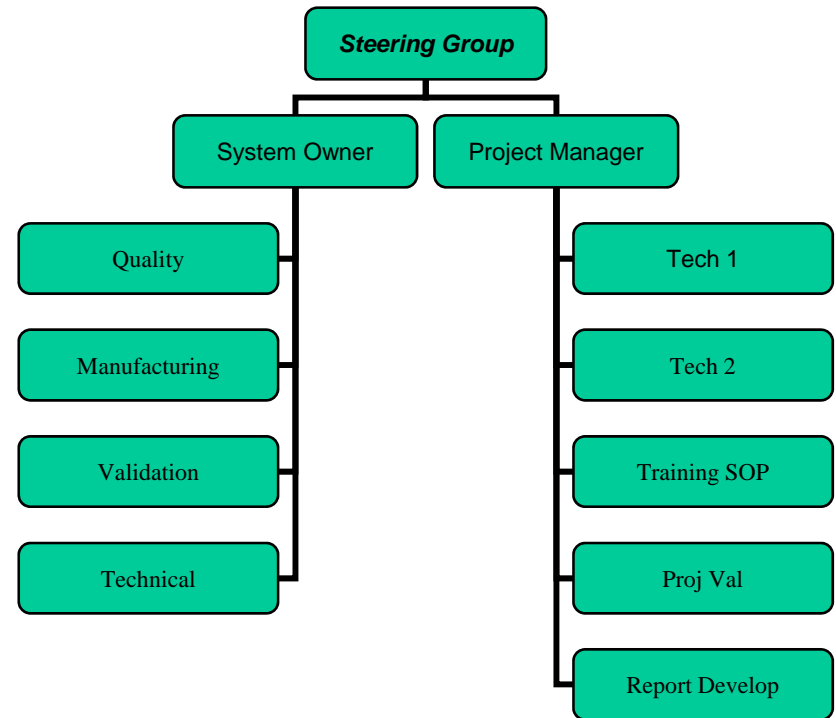 Steering Group
System Owner
Project Manager
Quality
Manufacturing
Validation
Technical
Tech 1
Tech 2
Training SOP
Proj Val
Report Develop